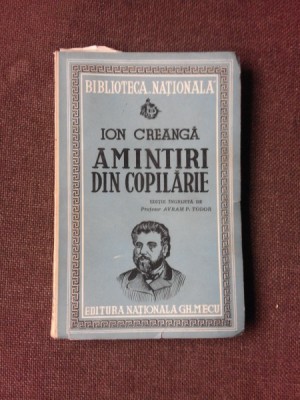 BIBLIOTECA NAȚIONALĂ
ION CREANGĂ
AMINTIRI
DIN COPILĂRIE
EDIȚIE ÎNGRIJITĂ DE
Profesor AVRAM P. TODOR
EDITURA NAȚIONALĂ GH.MECU